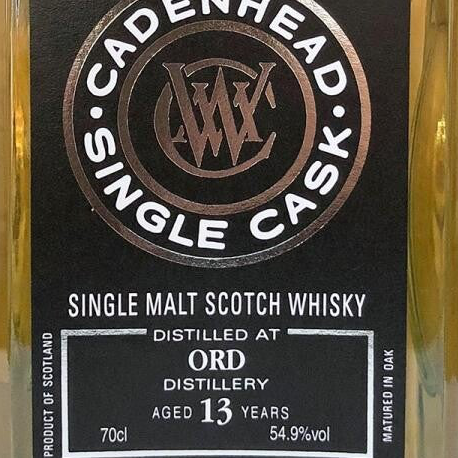 · CADENHEAD ·
SINGLE CASK
WMC
SINGLE MALT SCOTCH WHISKY
DISTILLED AT
ORD
DISTILLERY
AGED 13 YEARS
70cl 54.9%vol
PRODUCT OF SCOTLAND
MATURED IN OAK